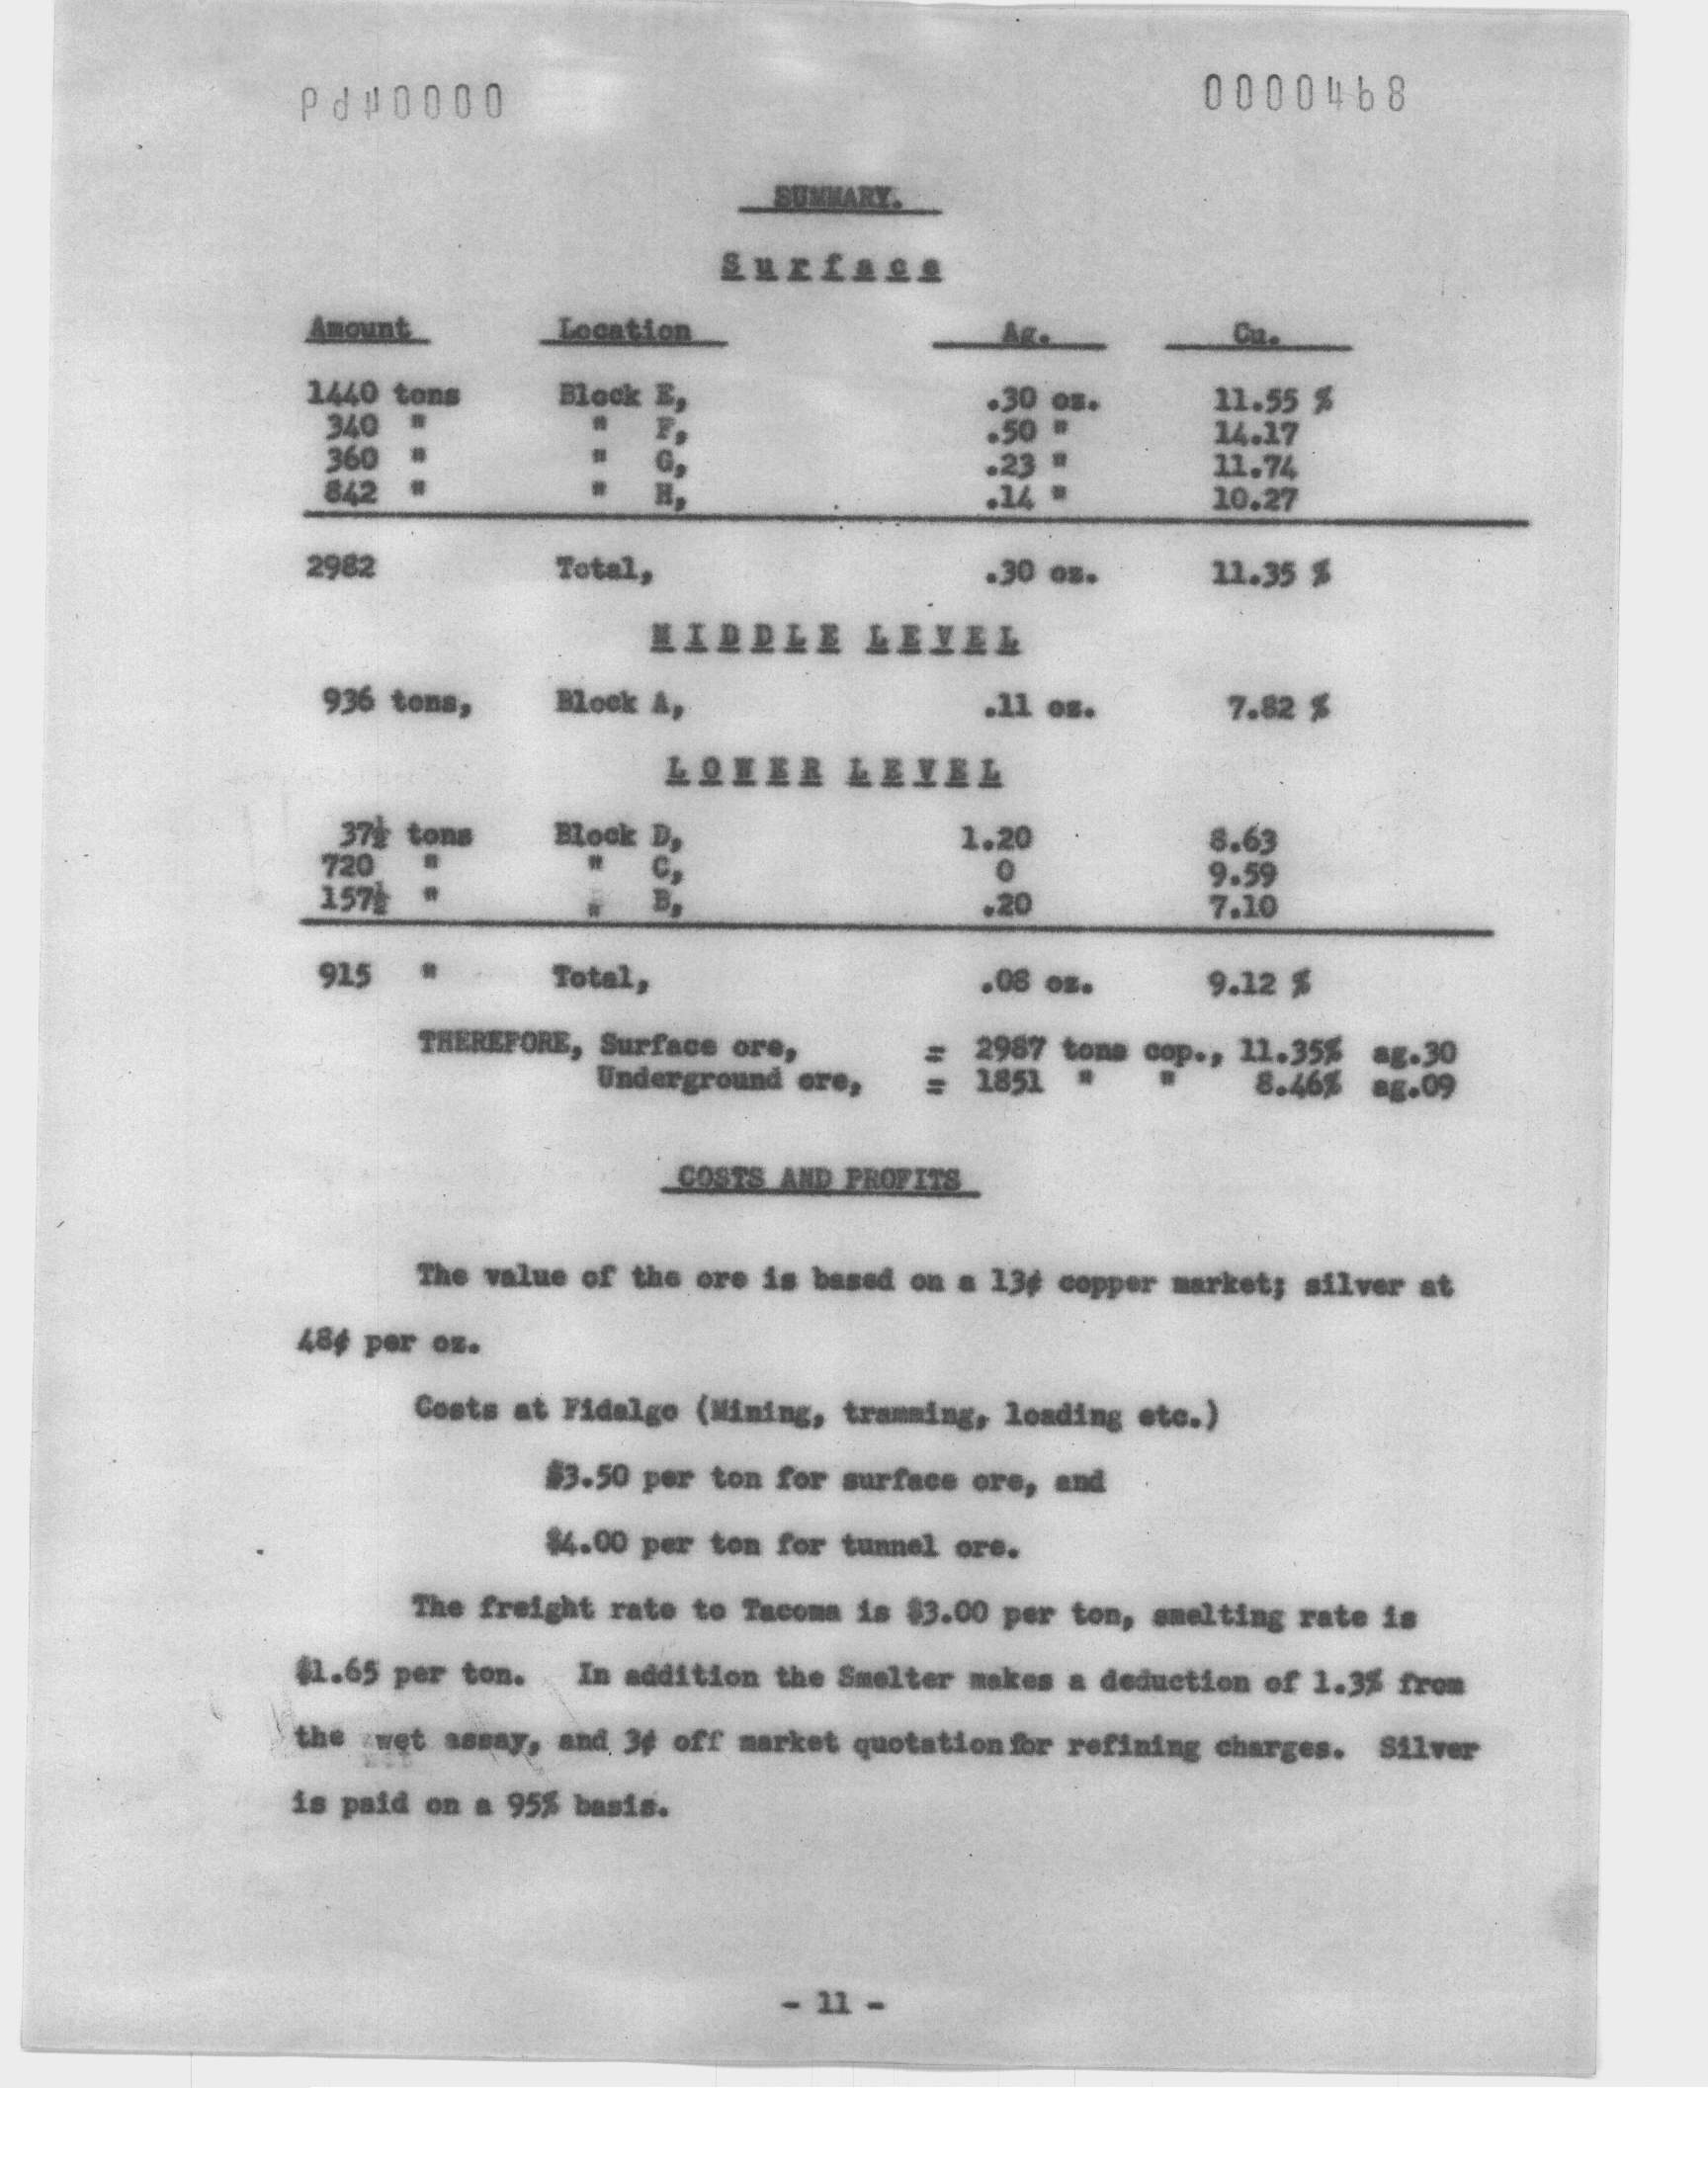 0000468
SUMMARY.
Surface
Amount Location Ag. Cu.
1440 tons Block E, .30 oz. 11.55 %
340 " " F, .50 " 14.17
360 " " G, .23 " 11.74
842 " " H, .14 " 10.27
2982 Total, .30 oz. 11.35 %
MIDDLE LEVEL
936 tons, Block A, .11 oz. 7.82 %
LOWER LEVEL
37½ tons Block D, 1.20 8.63
720 " " C, 0 9.59
157½ " " B, .20 7.10
915 " Total, .08 oz. 9.12 %
THEREFORE, Surface ore, = 2987 tons cop., 11.35% ag.30
Underground ore, = 1851 " " 8.46% ag.09
COSTS AND PROFITS
The value of the ore is based on a 13¢ copper market; silver at
48¢ per oz.
Costs at Fidalgo (Mining, tramming, loading etc.)
$3.50 per ton for surface ore, and
$4.00 per ton for tunnel ore.
The freight rate to Tacoma is $3.00 per ton, smelting rate is
$1.65 per ton. In addition the Smelter makes a deduction of 1.3% from
the wet assay, and 3¢ off market quotation for refining charges. Silver
is paid on a 95% basis.
- 11 -